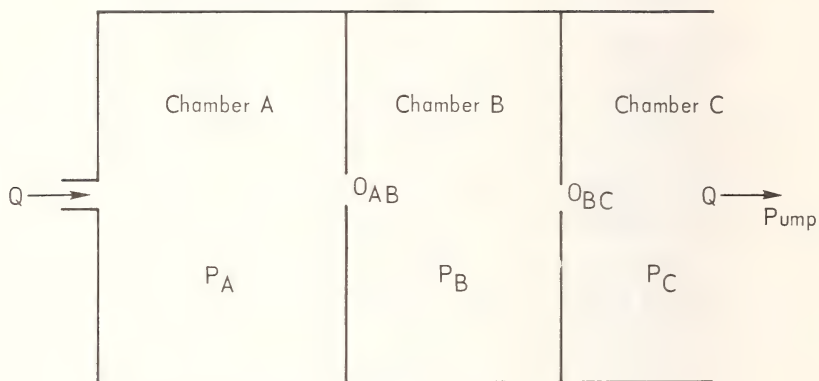 Chamber A Chamber B Chamber C
Q O_AB O_BC Q
Pump
P_A P_B P_C